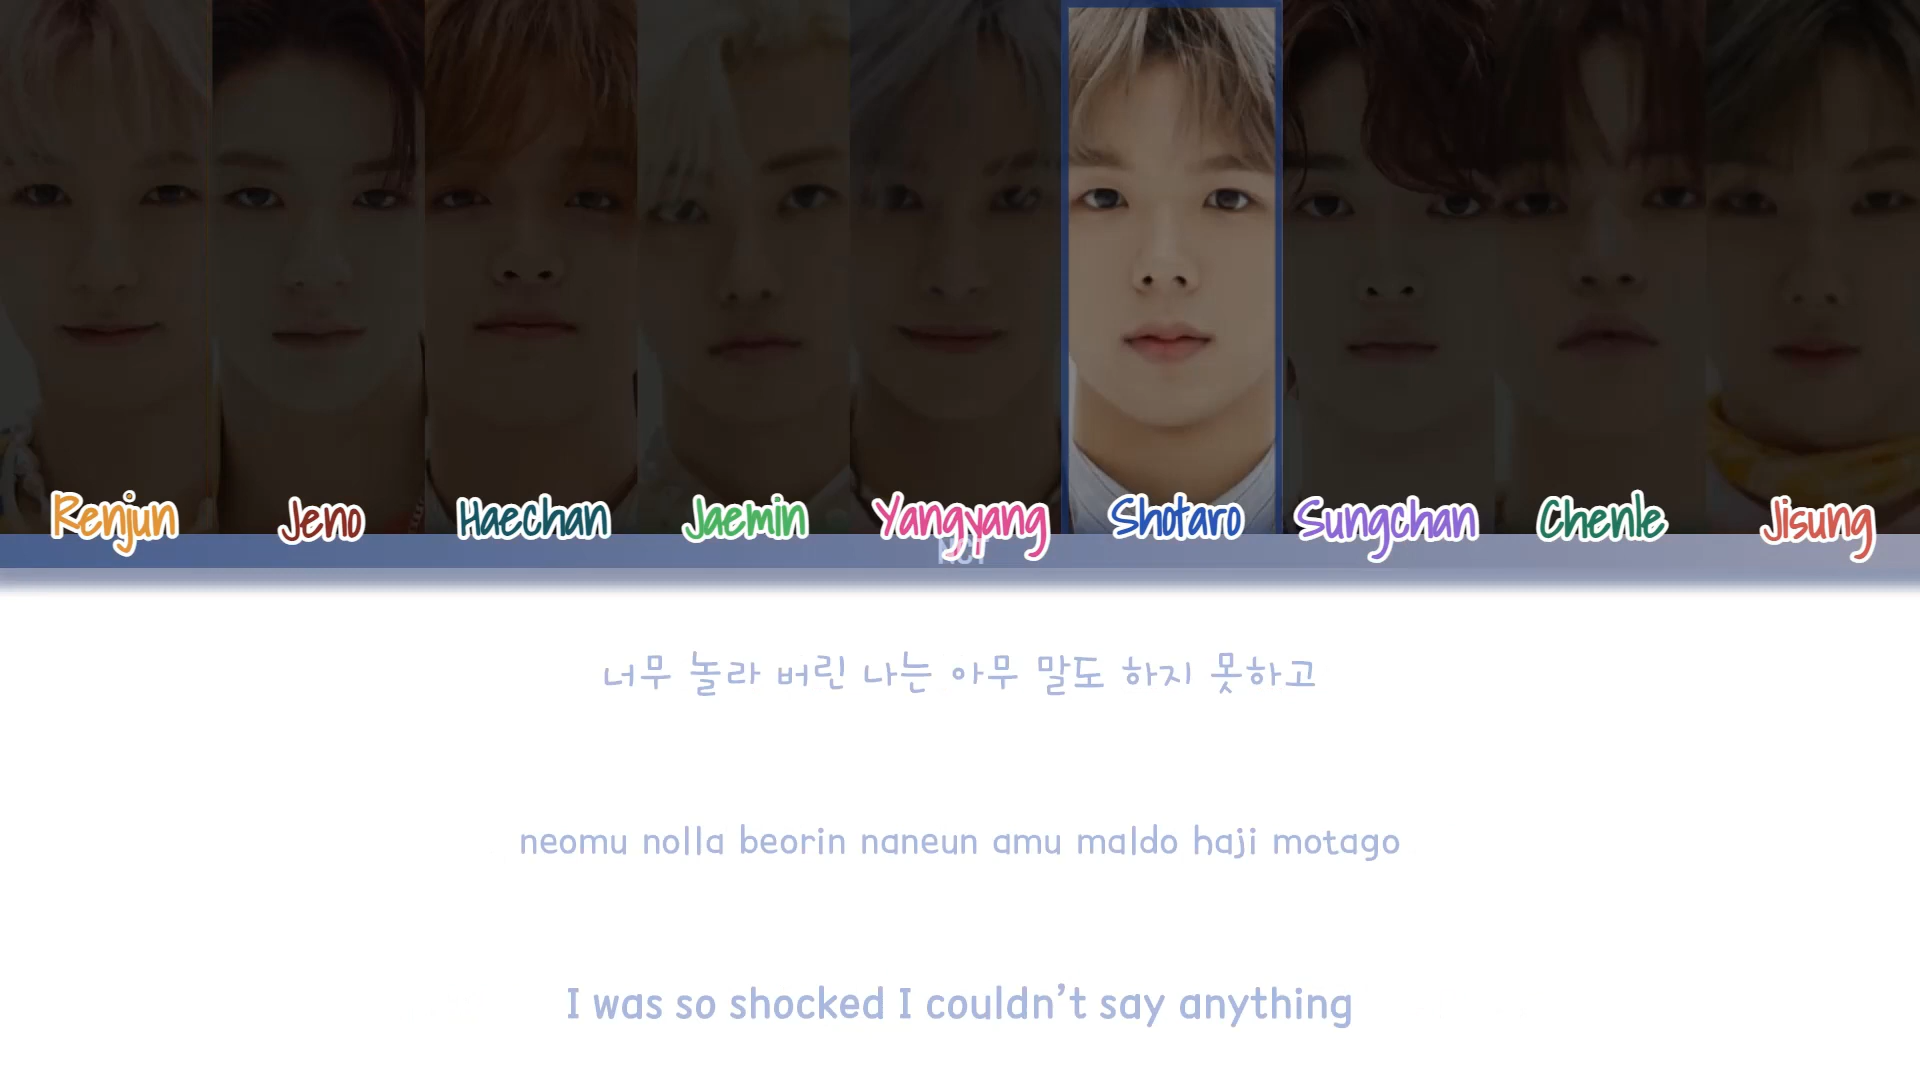 Renjun Jeno Haechan Jaemin Yangyang Shotaro Sungchan Chenle Jisung
NCT
너무 놀라 버린 나는 아무 말도 하지 못하고
neomu nolla beorin naneun amu maldo haji motago
I was so shocked I couldn't say anything